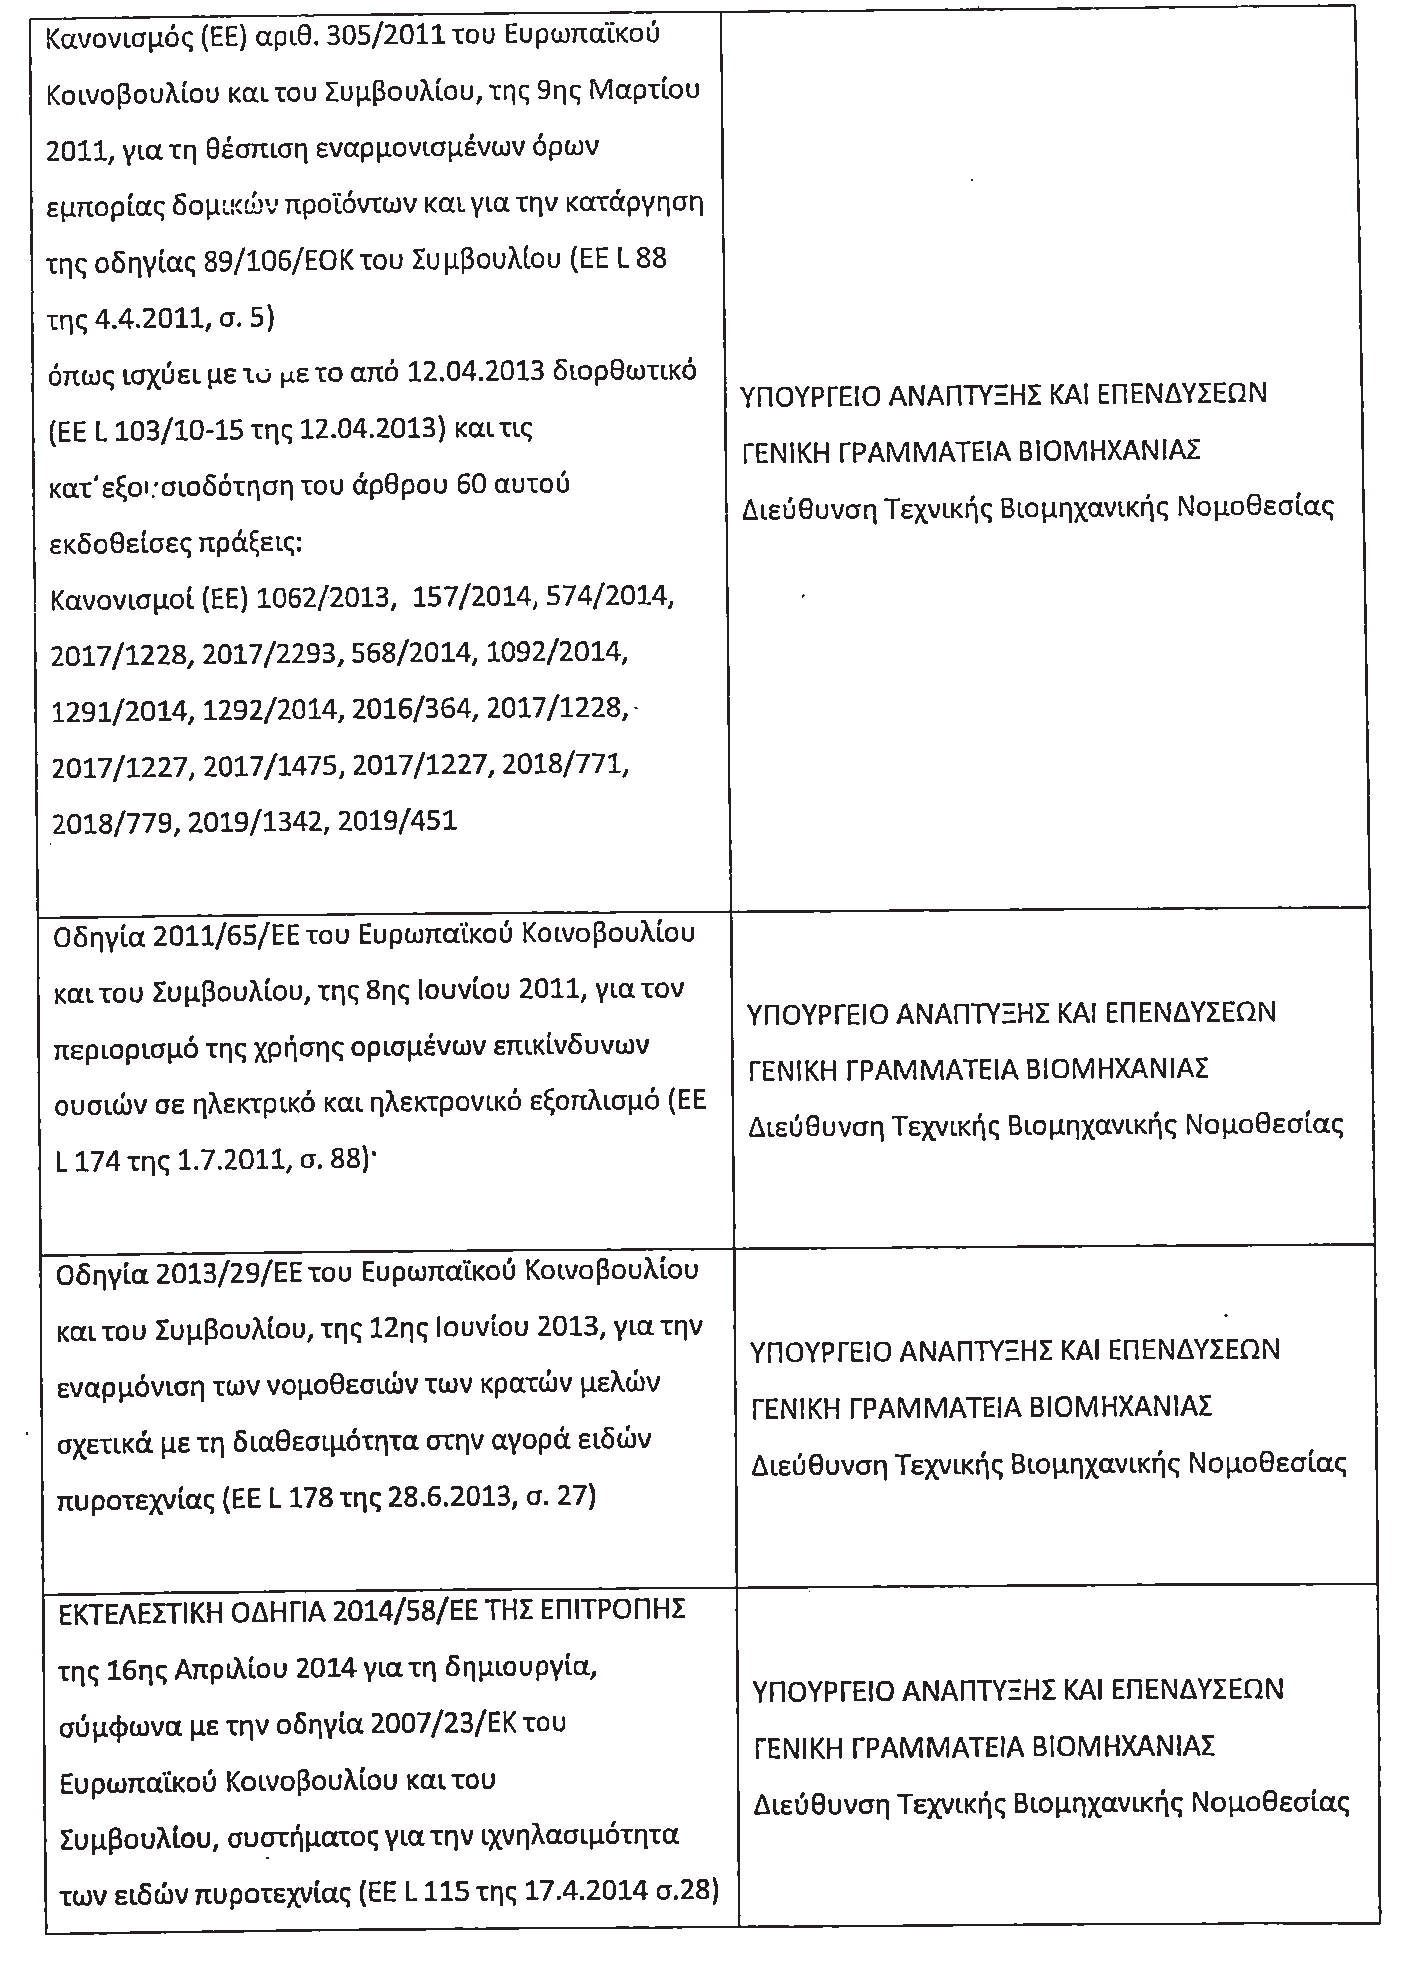 Κανονισμός (ΕΕ) αριθ. 305/2011 του Ευρωπαϊκού
Κοινοβουλίου και του Συμβουλίου, της 9ης Μαρτίου
2011, για τη θέσπιση εναρμονισμένων όρων
εμπορίας δομικών προϊόντων και για την κατάργηση
της οδηγίας 89/106/ΕΟΚ του Συμβουλίου (ΕΕ L 88
της 4.4.2011, σ. 5)
όπως ισχύει με το με το από 12.04.2013 διορθωτικό
(ΕΕ L 103/10-15 της 12.04.2013) και τις
κατ'εξουσιοδότηση του άρθρου 60 αυτού
εκδοθείσες πράξεις:
Κανονισμοί (ΕΕ) 1062/2013, 157/2014, 574/2014,
2017/1228, 2017/2293, 568/2014, 1092/2014,
1291/2014, 1292/2014, 2016/364, 2017/1228,
2017/1227, 2017/1475, 2017/1227, 2018/771,
2018/779, 2019/1342, 2019/451
ΥΠΟΥΡΓΕΙΟ ΑΝΑΠΤΥΞΗΣ ΚΑΙ ΕΠΕΝΔΥΣΕΩΝ
ΓΕΝΙΚΗ ΓΡΑΜΜΑΤΕΙΑ ΒΙΟΜΗΧΑΝΙΑΣ
Διεύθυνση Τεχνικής Βιομηχανικής Νομοθεσίας
Οδηγία 2011/65/ΕΕ του Ευρωπαϊκού Κοινοβουλίου
και του Συμβουλίου, της 8ης Ιουνίου 2011, για τον
περιορισμό της χρήσης ορισμένων επικίνδυνων
ουσιών σε ηλεκτρικό και ηλεκτρονικό εξοπλισμό (ΕΕ
L 174 της 1.7.2011, σ. 88)·
ΥΠΟΥΡΓΕΙΟ ΑΝΑΠΤΥΞΗΣ ΚΑΙ ΕΠΕΝΔΥΣΕΩΝ
ΓΕΝΙΚΗ ΓΡΑΜΜΑΤΕΙΑ ΒΙΟΜΗΧΑΝΙΑΣ
Διεύθυνση Τεχνικής Βιομηχανικής Νομοθεσίας
Οδηγία 2013/29/ΕΕ του Ευρωπαϊκού Κοινοβουλίου
και του Συμβουλίου, της 12ης Ιουνίου 2013, για την
εναρμόνιση των νομοθεσιών των κρατών μελών
σχετικά με τη διαθεσιμότητα στην αγορά ειδών
πυροτεχνίας (ΕΕ L 178 της 28.6.2013, σ. 27)
ΥΠΟΥΡΓΕΙΟ ΑΝΑΠΤΥΞΗΣ ΚΑΙ ΕΠΕΝΔΥΣΕΩΝ
ΓΕΝΙΚΗ ΓΡΑΜΜΑΤΕΙΑ ΒΙΟΜΗΧΑΝΙΑΣ
Διεύθυνση Τεχνικής Βιομηχανικής Νομοθεσίας
ΕΚΤΕΛΕΣΤΙΚΗ ΟΔΗΓΙΑ 2014/58/ΕΕ ΤΗΣ ΕΠΙΤΡΟΠΗΣ
της 16ης Απριλίου 2014 για τη δημιουργία,
σύμφωνα με την οδηγία 2007/23/ΕΚ του
Ευρωπαϊκού Κοινοβουλίου και του
Συμβουλίου, συστήματος για την ιχνηλασιμότητα
των ειδών πυροτεχνίας (ΕΕ L 115 της 17.4.2014 σ.28)
ΥΠΟΥΡΓΕΙΟ ΑΝΑΠΤΥΞΗΣ ΚΑΙ ΕΠΕΝΔΥΣΕΩΝ
ΓΕΝΙΚΗ ΓΡΑΜΜΑΤΕΙΑ ΒΙΟΜΗΧΑΝΙΑΣ
Διεύθυνση Τεχνικής Βιομηχανικής Νομοθεσίας